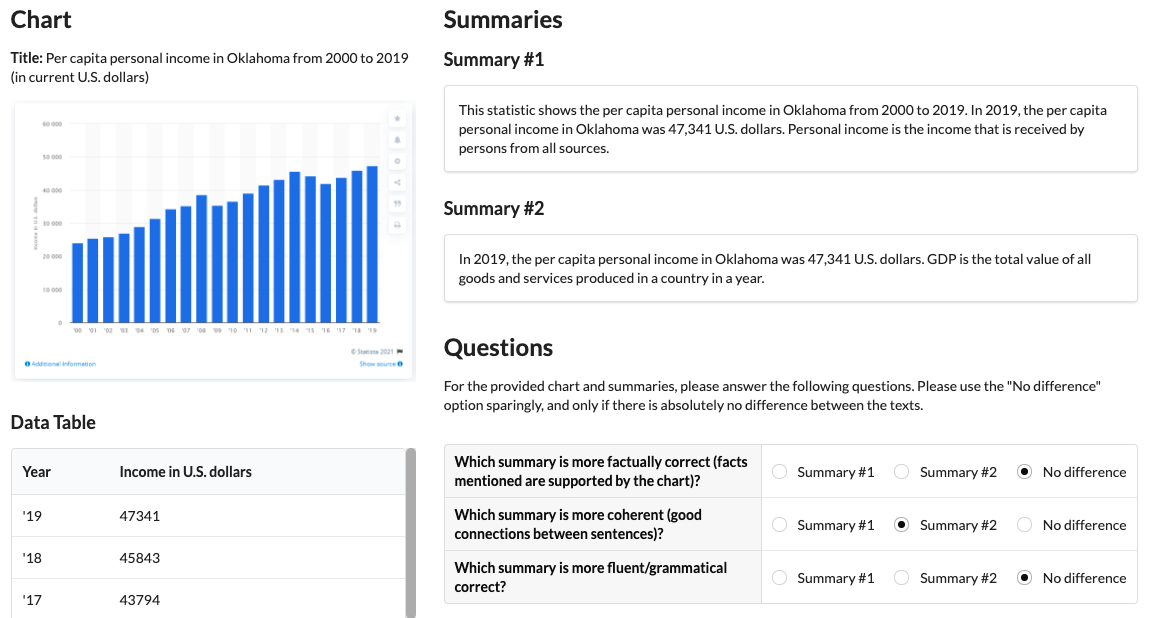 Chart
Title: Per capita personal income in Oklahoma from 2000 to 2019
(in current U.S. dollars)
60 000
50 000
40 000
30 000
20 000
10 000
0
Income in U.S. dollars
'00 '01 '02 '03 '04 '05 '06 '07 '08 '09 '10 '11 '12 '13 '14 '15 '16 '17 '18 '19
© Statista 2021
Additional Information
Show source
Data Table
Year Income in U.S. dollars
'19 47341
'18 45843
'17 43794
Summaries
Summary #1
This statistic shows the per capita personal income in Oklahoma from 2000 to 2019. In 2019, the per capita
personal income in Oklahoma was 47,341 U.S. dollars. Personal income is the income that is received by
persons from all sources.
Summary #2
In 2019, the per capita personal income in Oklahoma was 47,341 U.S. dollars. GDP is the total value of all
goods and services produced in a country in a year.
Questions
For the provided chart and summaries, please answer the following questions. Please use the "No difference"
option sparingly, and only if there is absolutely no difference between the texts.
Which summary is more factually correct (facts
mentioned are supported by the chart)?
Summary #1 Summary #2 No difference
Which summary is more coherent (good
connections between sentences)?
Summary #1 Summary #2 No difference
Which summary is more fluent/grammatical
correct?
Summary #1 Summary #2 No difference